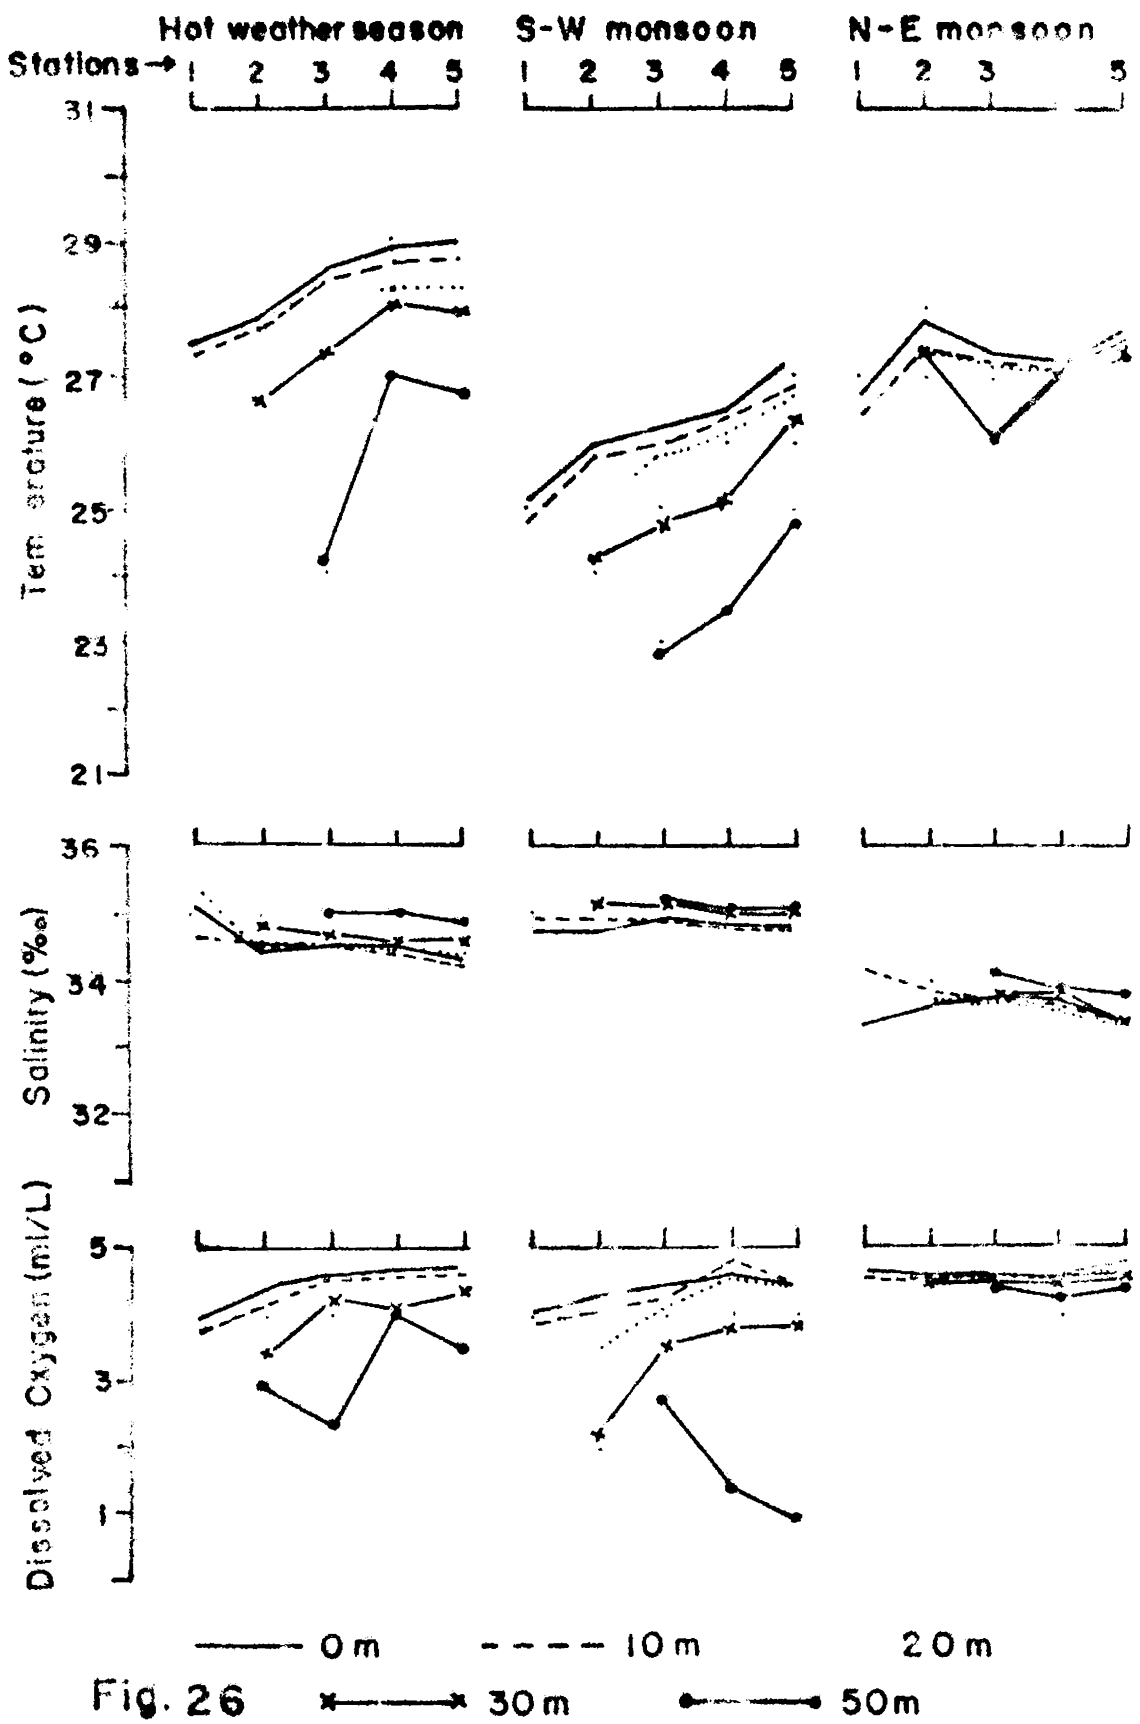 Hot weather season S-W monsoon N-E monsoon
Stations→ 1 2 3 4 5 1 2 3 4 5 1 2 3 5
31
29
27
25
23
21
Tem erature (°C)
36
34
32
Salinity (‰)
5
3
1
Dissolved Oxygen (ml/L)
0 m 10 m 20 m
Fig. 26 30 m 50 m